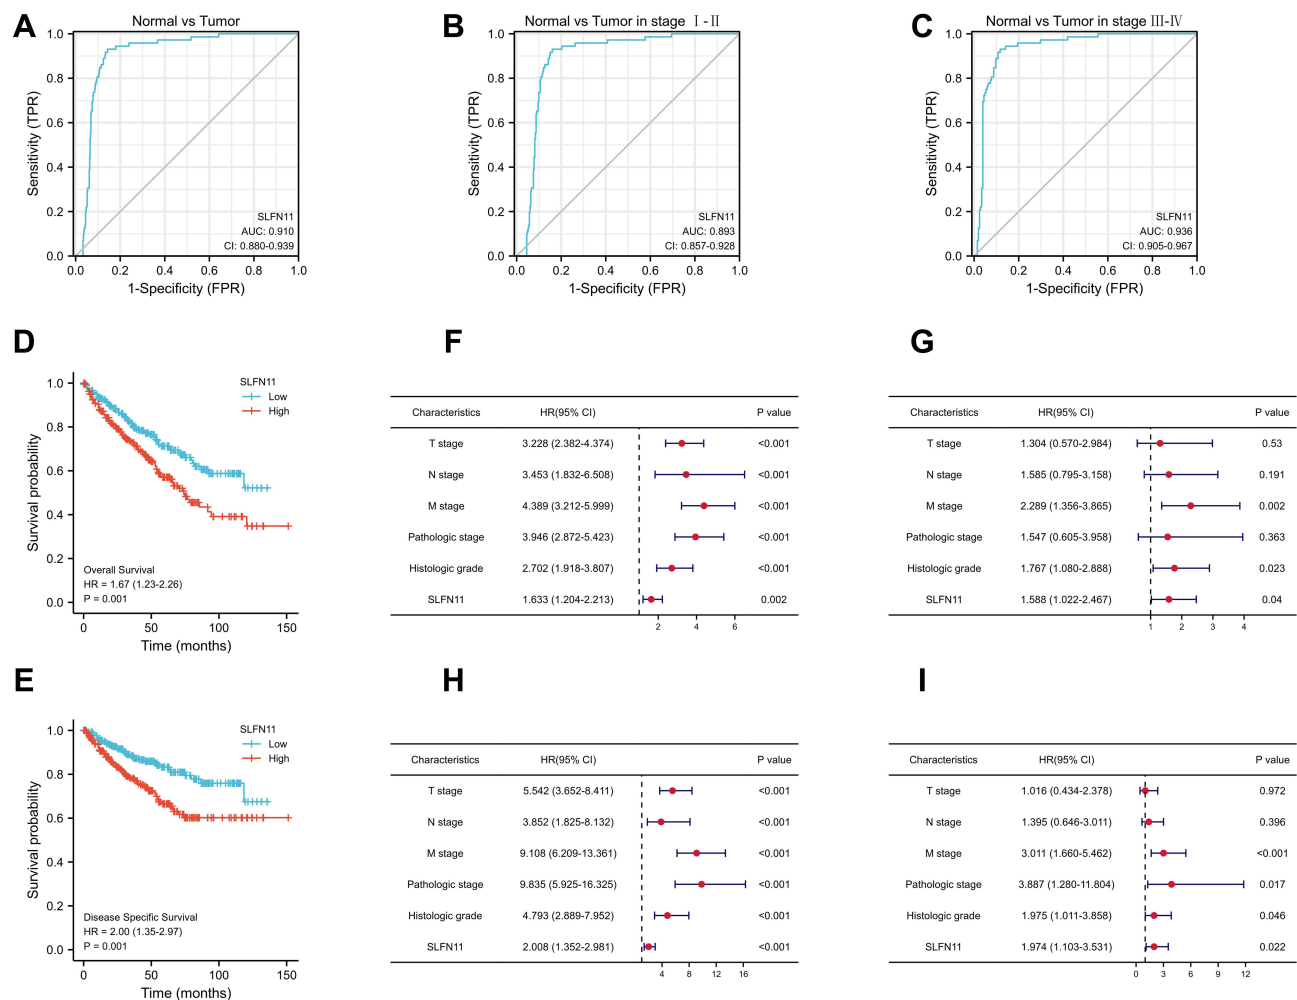 A
Normal vs Tumor
1.0
0.8
0.6
0.4
0.2
0.0
Sensitivity (TPR)
SLFN11
AUC: 0.910
CI: 0.880-0.939
0.0 0.2 0.4 0.6 0.8 1.0
1-Specificity (FPR)
B
Normal vs Tumor in stage Ⅰ-Ⅱ
1.0
0.8
0.6
0.4
0.2
0.0
Sensitivity (TPR)
SLFN11
AUC: 0.893
CI: 0.857-0.928
0.0 0.2 0.4 0.6 0.8 1.0
1-Specificity (FPR)
C
Normal vs Tumor in stage Ⅲ-Ⅳ
1.0
0.8
0.6
0.4
0.2
0.0
Sensitivity (TPR)
SLFN11
AUC: 0.936
CI: 0.905-0.967
0.0 0.2 0.4 0.6 0.8 1.0
1-Specificity (FPR)
D
1.0
0.8
0.6
0.4
0.2
0.0
Survival probability
SLFN11
Low
High
Overall Survival
HR = 1.67 (1.23-2.26)
P = 0.001
0 50 100 150
Time (months)
F
Characteristics HR(95% CI) P value
T stage 3.228 (2.382-4.374) <0.001
N stage 3.453 (1.832-6.508) <0.001
M stage 4.389 (3.212-5.999) <0.001
Pathologic stage 3.946 (2.872-5.423) <0.001
Histologic grade 2.702 (1.918-3.807) <0.001
SLFN11 1.633 (1.204-2.213) 0.002
2 4 6
G
Characteristics HR(95% CI) P value
T stage 1.304 (0.570-2.984) 0.53
N stage 1.585 (0.795-3.158) 0.191
M stage 2.289 (1.356-3.865) 0.002
Pathologic stage 1.547 (0.605-3.958) 0.363
Histologic grade 1.767 (1.080-2.888) 0.023
SLFN11 1.588 (1.022-2.467) 0.04
1 2 3 4
E
1.0
0.8
0.6
0.4
0.2
0.0
Survival probability
SLFN11
Low
High
Disease Specific Survival
HR = 2.00 (1.35-2.97)
P = 0.001
0 50 100 150
Time (months)
H
Characteristics HR(95% CI) P value
T stage 5.542 (3.652-8.411) <0.001
N stage 3.852 (1.825-8.132) <0.001
M stage 9.108 (6.209-13.361) <0.001
Pathologic stage 9.835 (5.925-16.325) <0.001
Histologic grade 4.793 (2.889-7.952) <0.001
SLFN11 2.008 (1.352-2.981) <0.001
4 8 12 16
I
Characteristics HR(95% CI) P value
T stage 1.016 (0.434-2.378) 0.972
N stage 1.395 (0.646-3.011) 0.396
M stage 3.011 (1.660-5.462) <0.001
Pathologic stage 3.887 (1.280-11.804) 0.017
Histologic grade 1.975 (1.011-3.858) 0.046
SLFN11 1.974 (1.103-3.531) 0.022
0 3 6 9 12